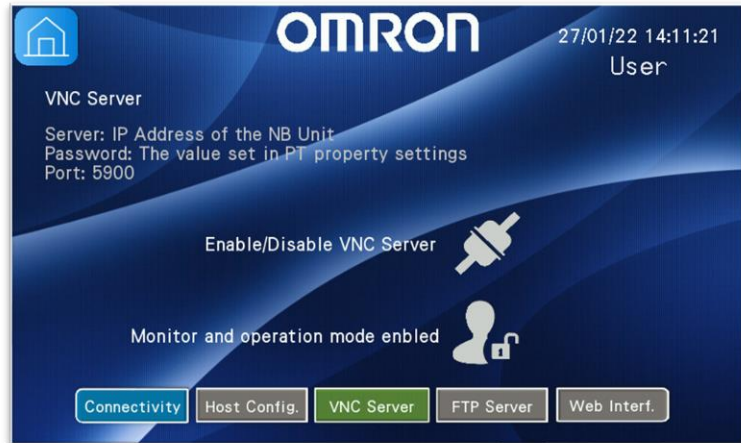 OMRON
27/01/22 14:11:21
User
VNC Server
Server: IP Address of the NB Unit
Password: The value set in PT property settings
Port: 5900
Enable/Disable VNC Server
Monitor and operation mode enbled
Connectivity
Host Config.
VNC Server
FTP Server
Web Interf.